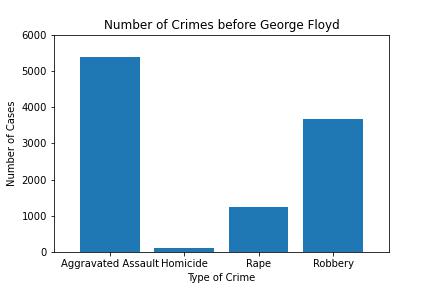 Number of Crimes before George Floyd
Number of Cases
6000
5000
4000
3000
2000
1000
0
Aggravated Assault Homicide Rape Robbery
Type of Crime